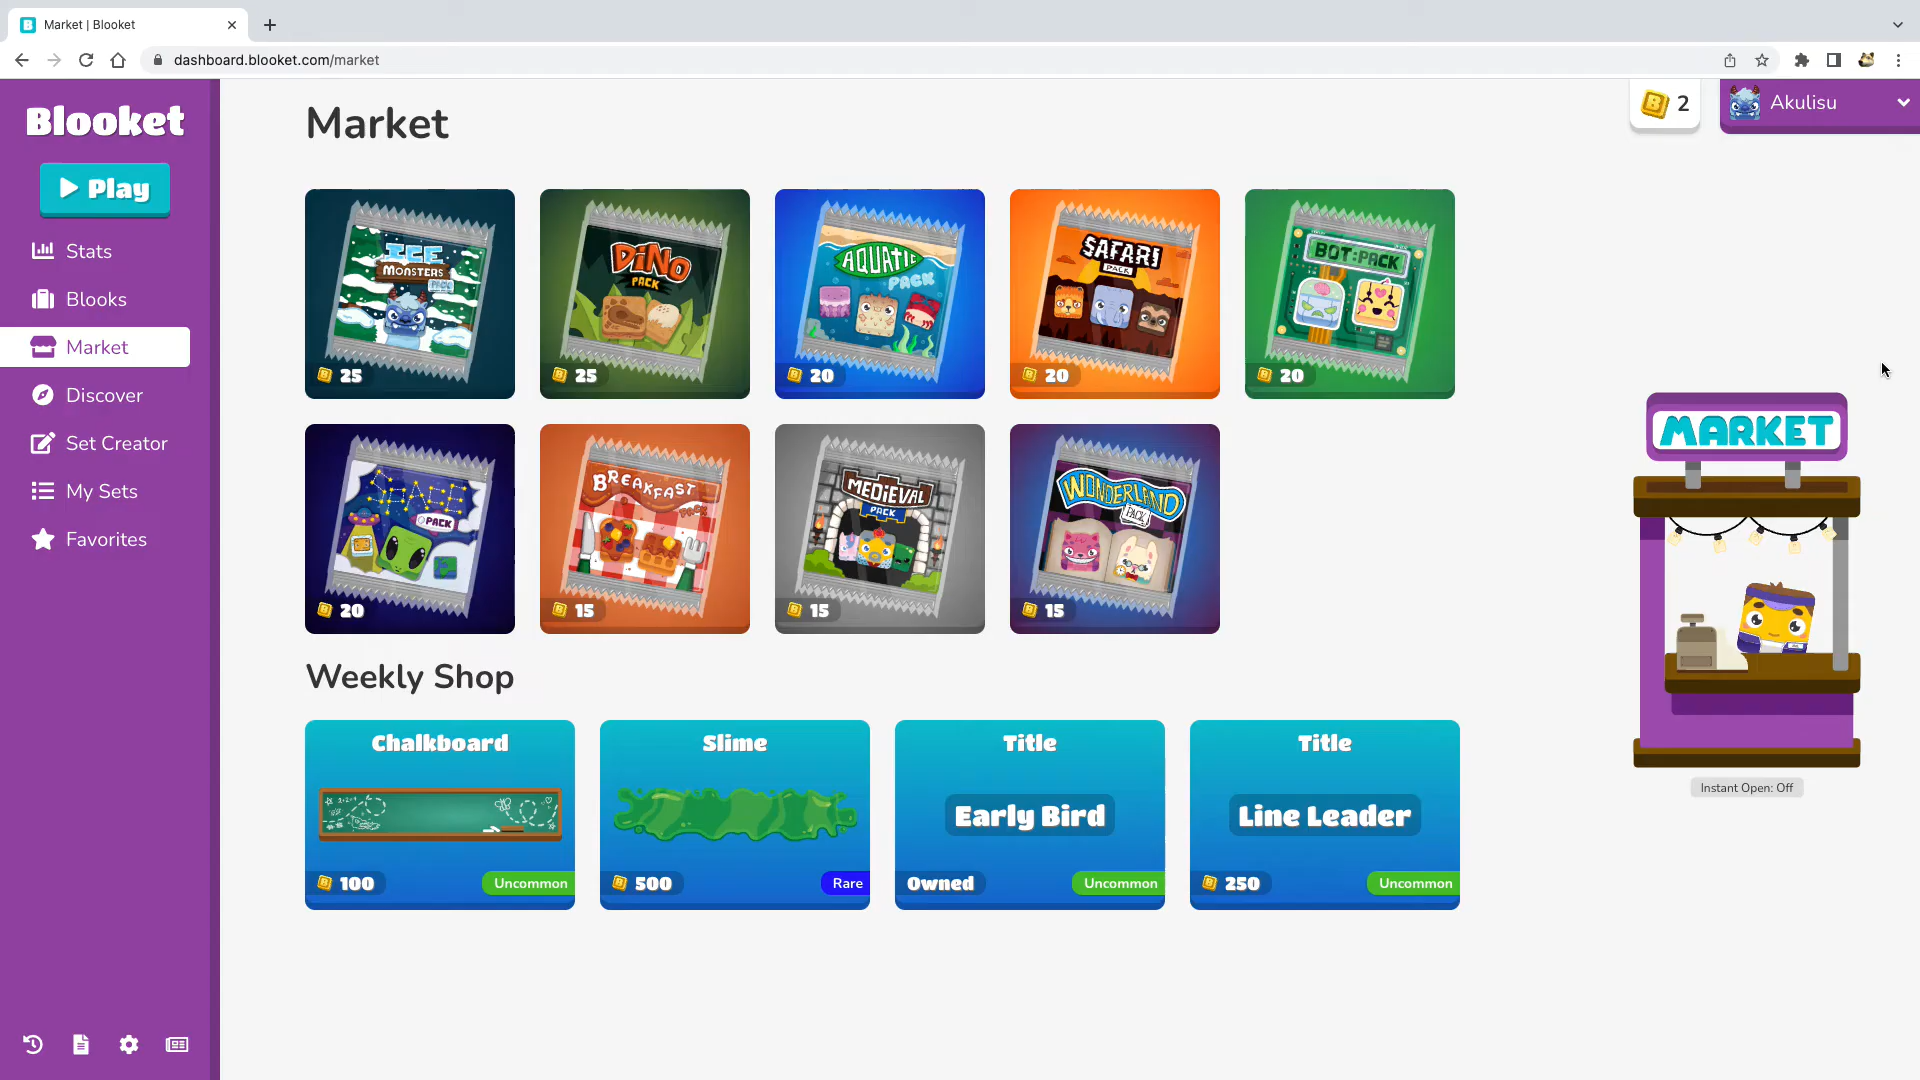 Market | Blooket
dashboard.blooket.com/market
Blooket
Play
Stats
Blooks
Market
Discover
Set Creator
My Sets
Favorites
Market
2
Akulisu
ICE
MONSTERS
PACK
25
DINO
PACK
25
AQUATIC
PACK
20
SAFARI
PACK
20
BOT:PACK
20
SPACE
PACK
20
BREAKFAST
PACK
15
MEDIEVAL
PACK
15
WONDERLAND
PACK
15
MARKET
Instant Open: Off
Weekly Shop
Chalkboard
100
Uncommon
Slime
500
Rare
Title
Early Bird
Owned
Uncommon
Title
Line Leader
250
Uncommon